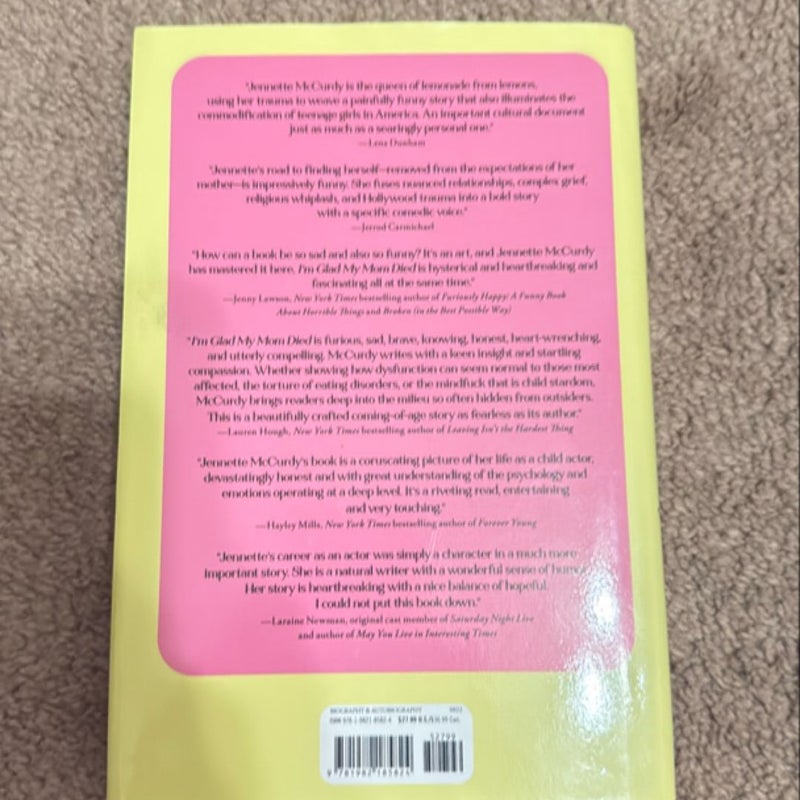 "Jennette McCurdy is the queen of lemonade from lemons,
using her trauma to weave a painfully funny story that also illuminates the
commodification of teenage girls in America. An important cultural document
just as much as a searingly personal one."
—Lena Dunham
"Jennette's road to finding herself—removed from the expectations of her
mother—is impressively funny. She fuses nuanced relationships, complex grief,
religious whiplash, and Hollywood trauma into a bold story
with a specific comedic voice."
—Jerrod Carmichael
"How can a book be so sad and also so funny? It's an art, and Jennette McCurdy
has mastered it here. I'm Glad My Mom Died is hysterical and heartbreaking and
fascinating all at the same time."
—Jenny Lawson, New York Times bestselling author of Furiously Happy: A Funny Book
About Horrible Things and Broken (in the Best Possible Way)
"I'm Glad My Mom Died is furious, sad, brave, knowing, honest, heart-wrenching,
and utterly compelling. McCurdy writes with a keen insight and startling
compassion. Whether showing how dysfunction can seem normal to those most
affected, the torture of eating disorders, or the mindfuck that is child stardom,
McCurdy brings readers deep into the milieu so often hidden from outsiders.
This is a beautifully crafted coming-of-age story as fearless as its author."
—Lauren Hough, New York Times bestselling author of Leaving Isn't the Hardest Thing
"Jennette McCurdy's book is a coruscating picture of her life as a child actor,
devastatingly honest and with great understanding of the psychology and
emotions operating at a deep level. It's a riveting read, entertaining
and very touching."
—Hayley Mills, New York Times bestselling author of Forever Young
"Jennette's career as an actor was simply a character in a much more
important story. She is a natural writer with a wonderful sense of humor.
Her story is heartbreaking with a nice balance of hopeful.
I could not put this book down."
—Laraine Newman, original cast member of Saturday Night Live
and author of May You Live in Interesting Times
BIOGRAPHY & AUTOBIOGRAPHY 0822
ISBN 978-1-9821-8582-4 $27.99 U.S./$36.99 Can.
52799
9 781982 185824